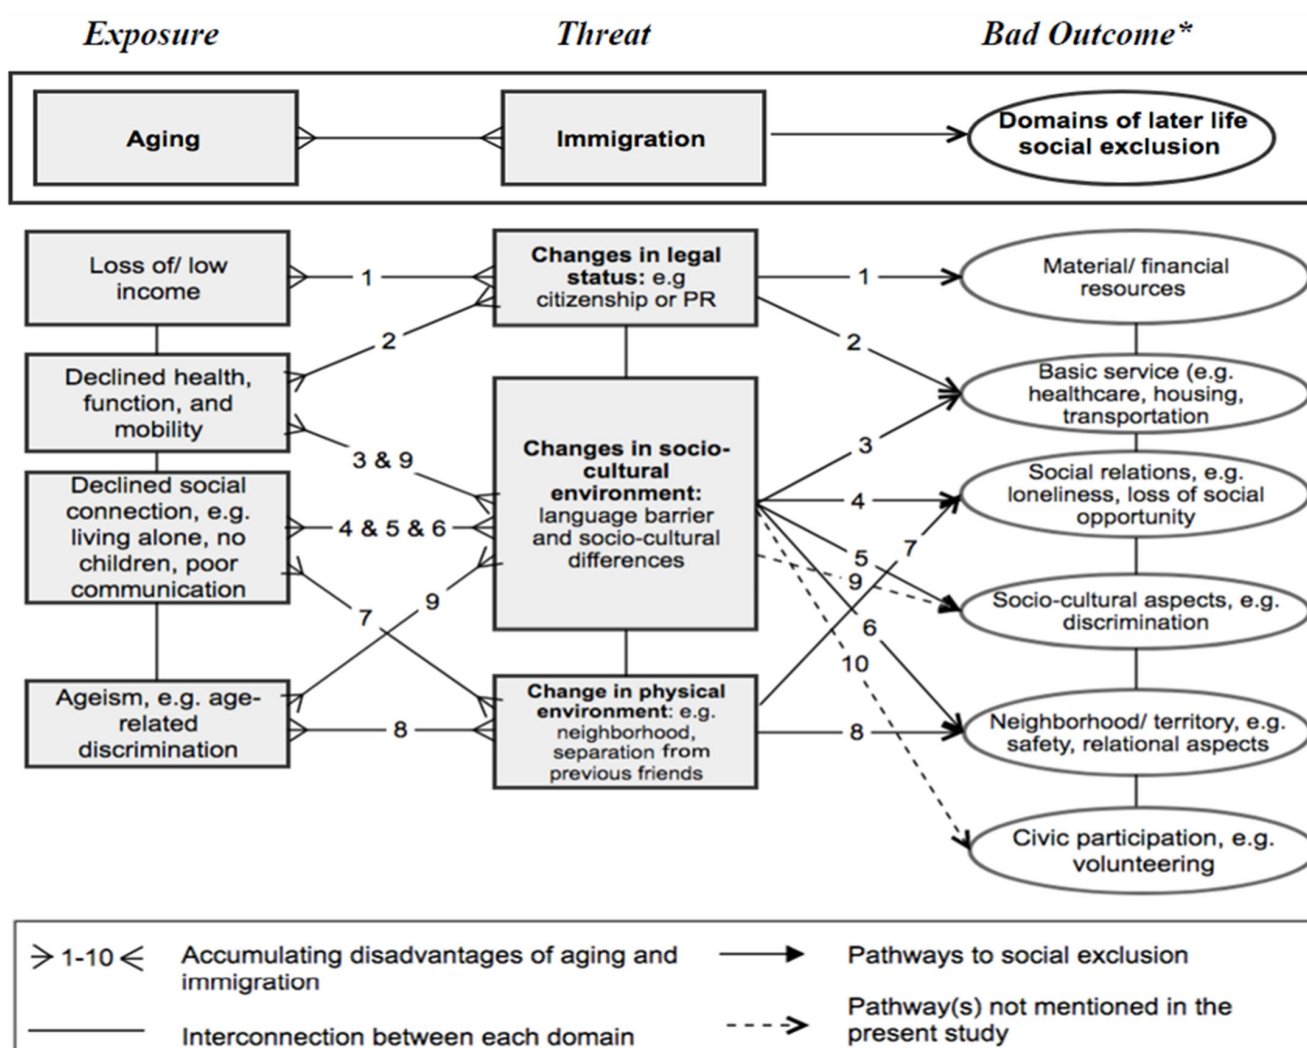 Exposure
Threat
Bad Outcome*
Aging
Immigration
Domains of later life
social exclusion
Loss of/ low
income
1
Changes in legal
status: e.g
citizenship or PR
1
Material/ financial
resources
2
2
Declined health,
function, and
mobility
Basic service (e.g.
healthcare, housing,
transportation
3 & 9
Changes in socio-
cultural
environment:
language barrier
and socio-cultural
differences
3
Declined social
connection, e.g.
living alone, no
children, poor
communication
4 & 5 & 6
4
Social relations, e.g.
loneliness, loss of social
opportunity
7
5
9
Socio-cultural aspects, e.g.
discrimination
7
9
6
10
Ageism, e.g. age-
related
discrimination
8
Change in physical
environment: e.g.
neighborhood,
separation from
previous friends
8
Neighborhood/ territory, e.g.
safety, relational aspects
Civic participation, e.g.
volunteering
1-10
Accumulating disadvantages of aging and
immigration
Pathways to social exclusion
Interconnection between each domain
Pathway(s) not mentioned in the
present study